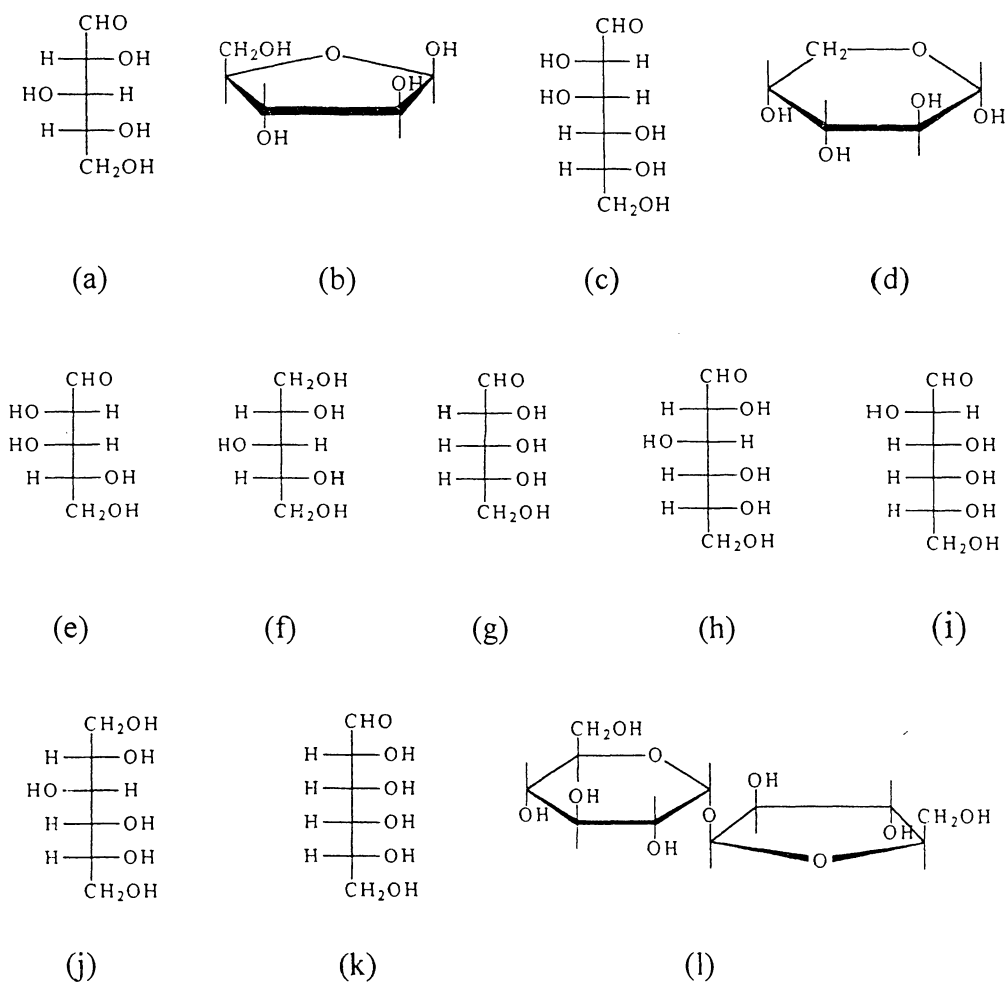 CHO
H OH
HO H
H OH
CH₂OH
(a)
CH₂OH O OH
OH
OH
(b)
CHO
HO H
HO H
H OH
H OH
CH₂OH
(c)
CH₂ O
OH OH OH
OH
(d)
CHO
HO H
HO H
H OH
CH₂OH
(e)
CH₂OH
H OH
HO H
H OH
CH₂OH
(f)
CHO
H OH
H OH
H OH
CH₂OH
(g)
CHO
H OH
HO H
H OH
H OH
CH₂OH
(h)
CHO
HO H
H OH
H OH
H OH
CH₂OH
(i)
CH₂OH
H OH
HO H
H OH
H OH
CH₂OH
(j)
CHO
H OH
H OH
H OH
H OH
CH₂OH
(k)
CH₂OH
O
OH OH
OH O OH CH₂OH
OH
O
(l)